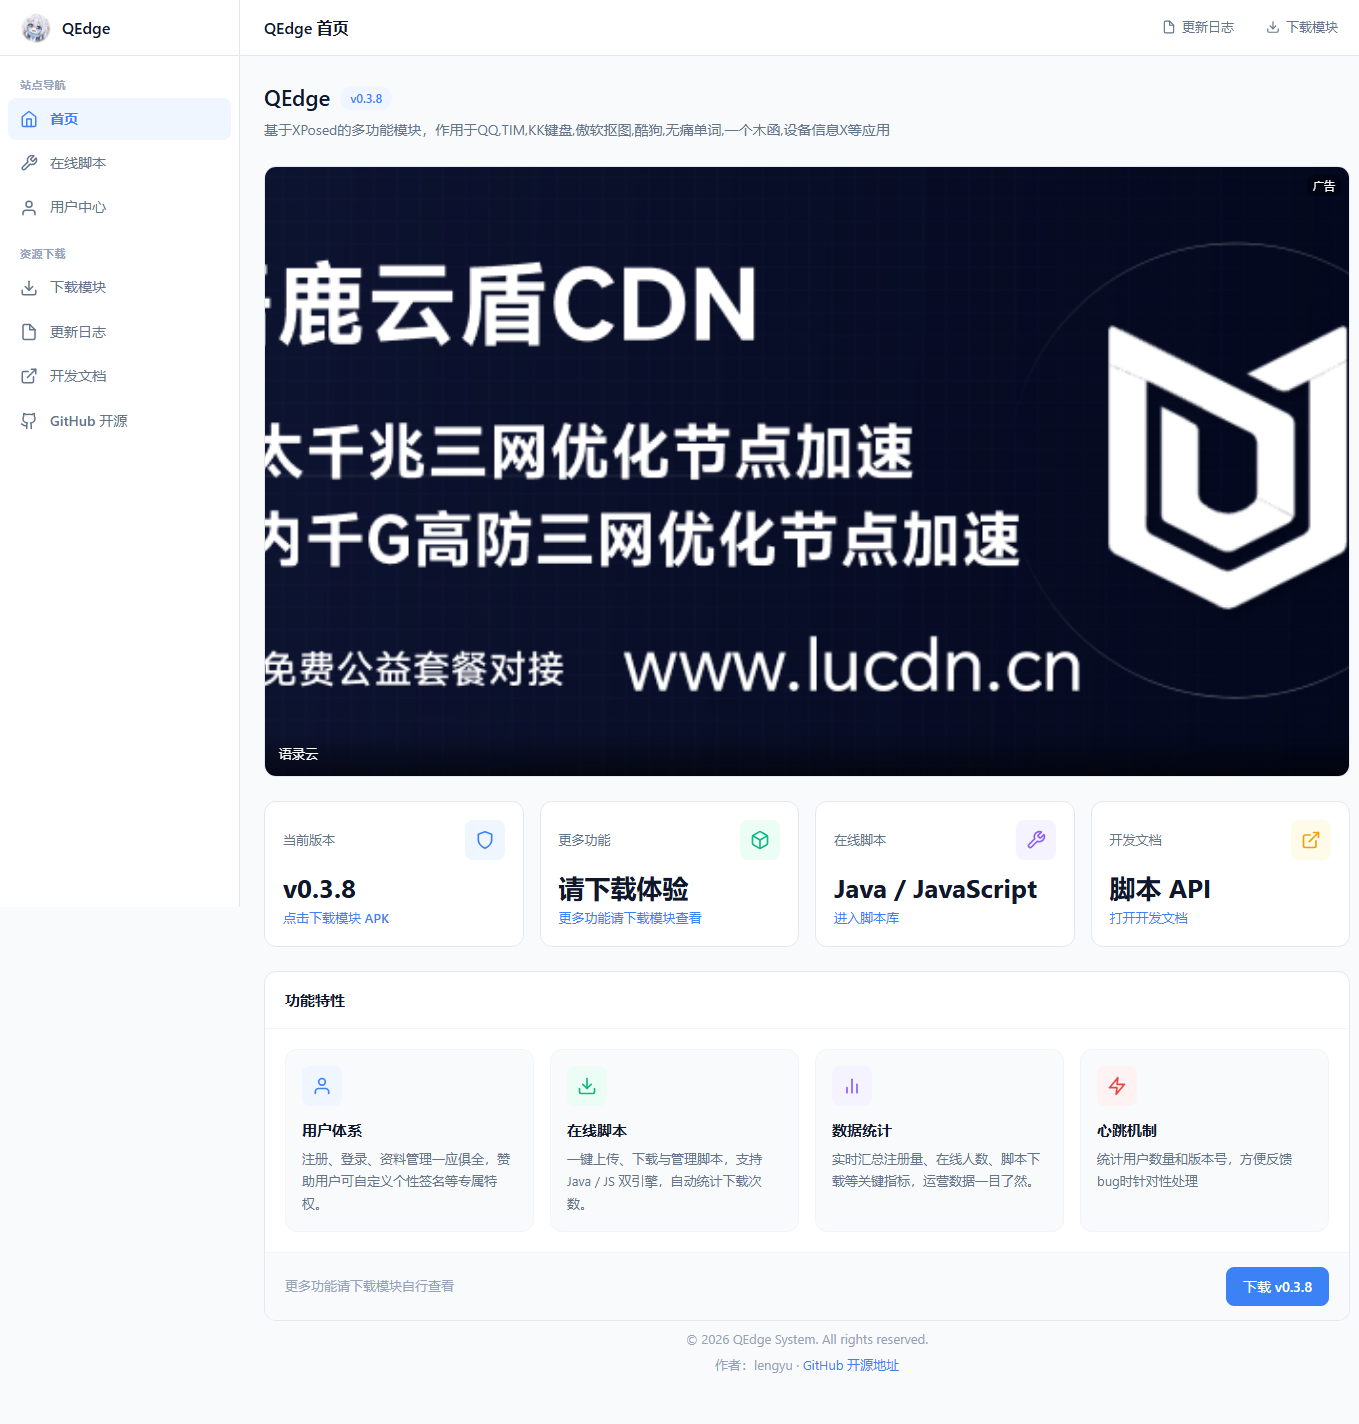 QEdge
QEdge 首页
更新日志
下载模块
站点导航
首页
在线脚本
用户中心
资源下载
下载模块
更新日志
开发文档
GitHub 开源
QEdge
v0.3.8
基于XPosed的多功能模块，作用于QQ,TIM,KK键盘,傲软抠图,酷狗,无痛单词,一个木函,设备信息X等应用
广告
鹿云盾CDN
太千兆三网优化节点加速
内千G高防三网优化节点加速
免费公益套餐对接
www.lucdn.cn
语录云
当前版本
v0.3.8
点击下载模块 APK
更多功能
请下载体验
更多功能请下载模块查看
在线脚本
Java / JavaScript
进入脚本库
开发文档
脚本 API
打开开发文档
功能特性
用户体系
注册、登录、资料管理一应俱全，赞
助用户可自定义个性签名等专属特
权。
在线脚本
一键上传、下载与管理脚本，支持
Java / JS 双引擎，自动统计下载次
数。
数据统计
实时汇总注册量、在线人数、脚本下
载等关键指标，运营数据一目了然。
心跳机制
统计用户数量和版本号，方便反馈
bug时针对性处理
更多功能请下载模块自行查看
下载 v0.3.8
© 2026 QEdge System. All rights reserved.
作者：lengyu · GitHub 开源地址